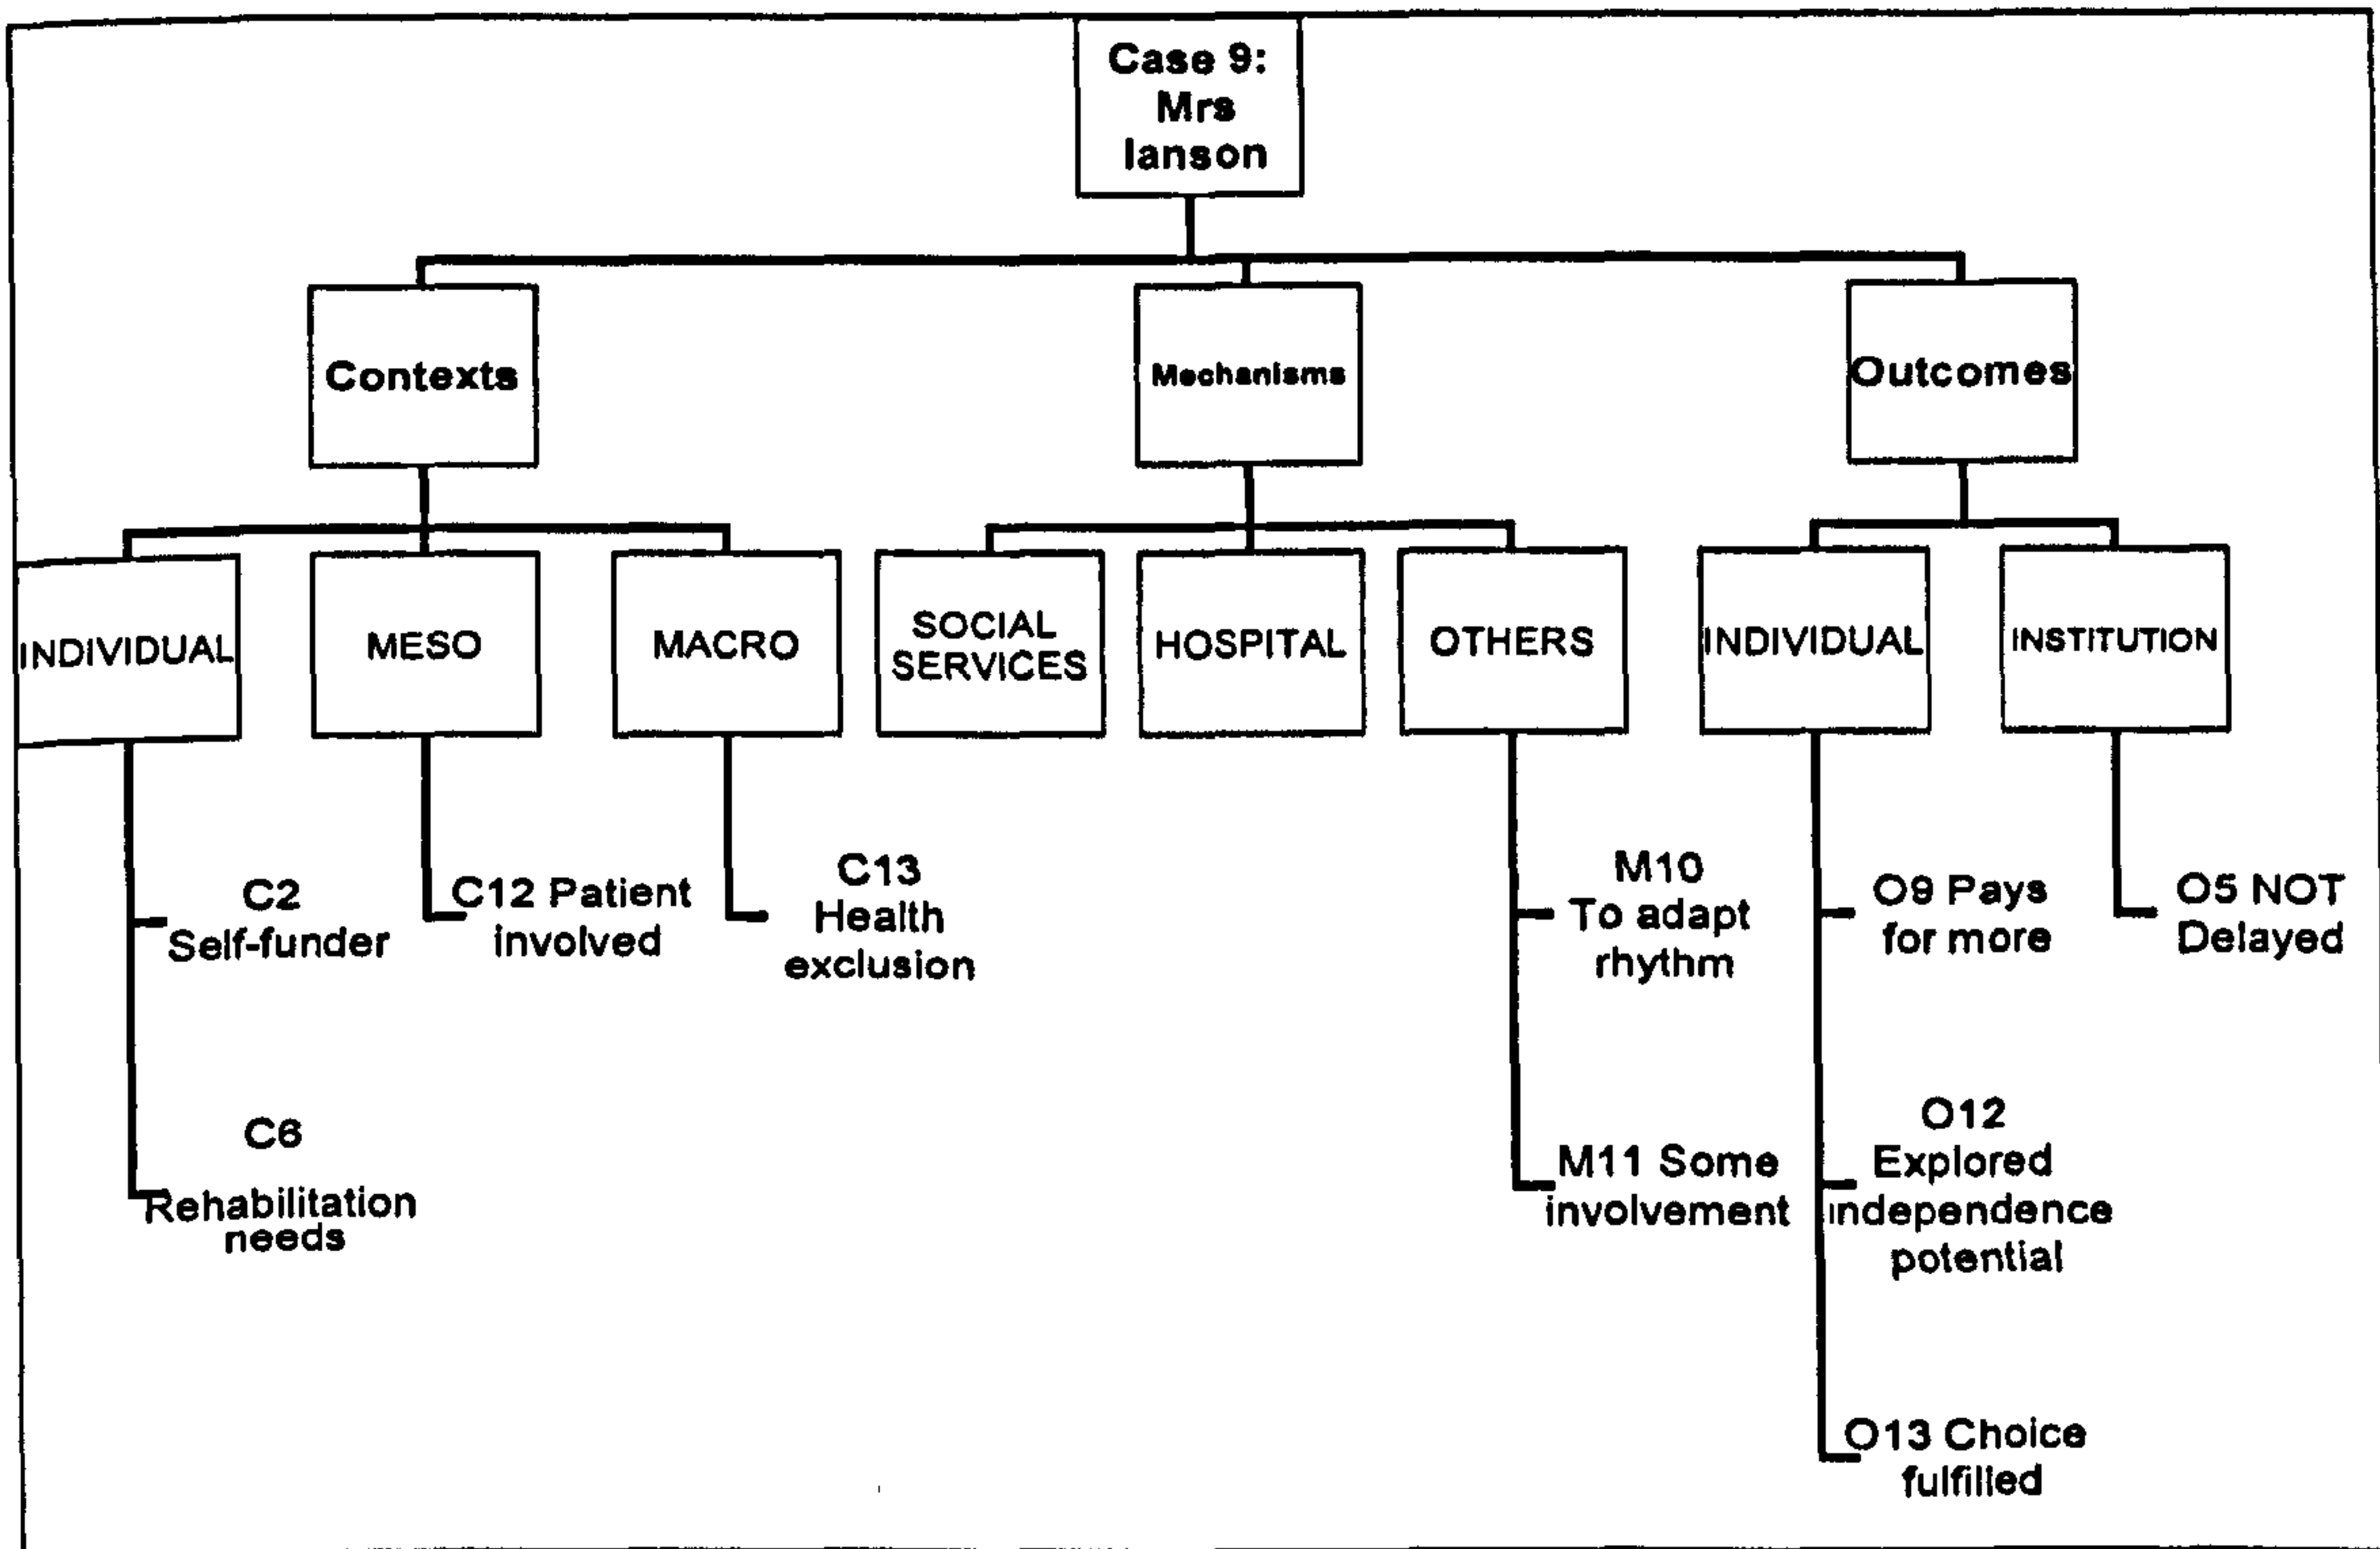 Case 9:
Mrs
Ianson
Contexts
Mechanisms
Outcomes
INDIVIDUAL
MESO
MACRO
SOCIAL
SERVICES
HOSPITAL
OTHERS
INDIVIDUAL
INSTITUTION
C2
Self-funder
C6
Rehabilitation
needs
C12 Patient
involved
C13
Health
exclusion
M10
To adapt
rhythm
M11 Some
involvement
O9 Pays
for more
O12
Explored
independence
potential
O13 Choice
fulfilled
O5 NOT
Delayed